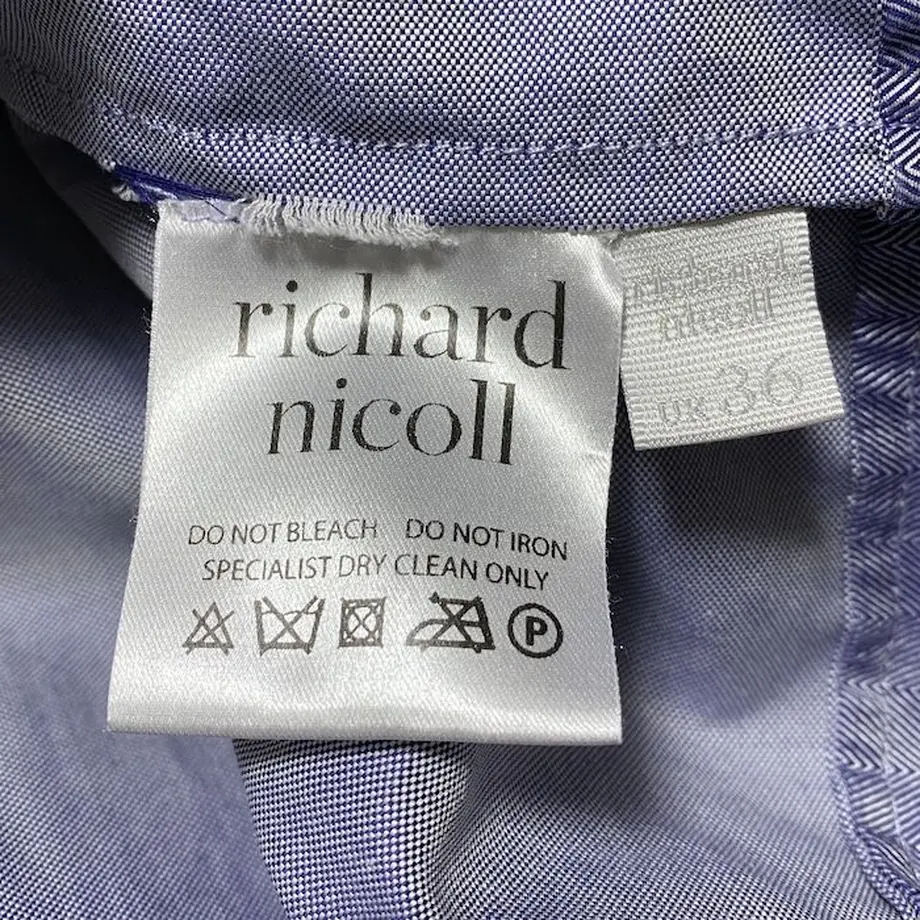 richard
nicoll
DO NOT BLEACH DO NOT IRON
SPECIALIST DRY CLEAN ONLY
P
richard
nicoll
UK 36